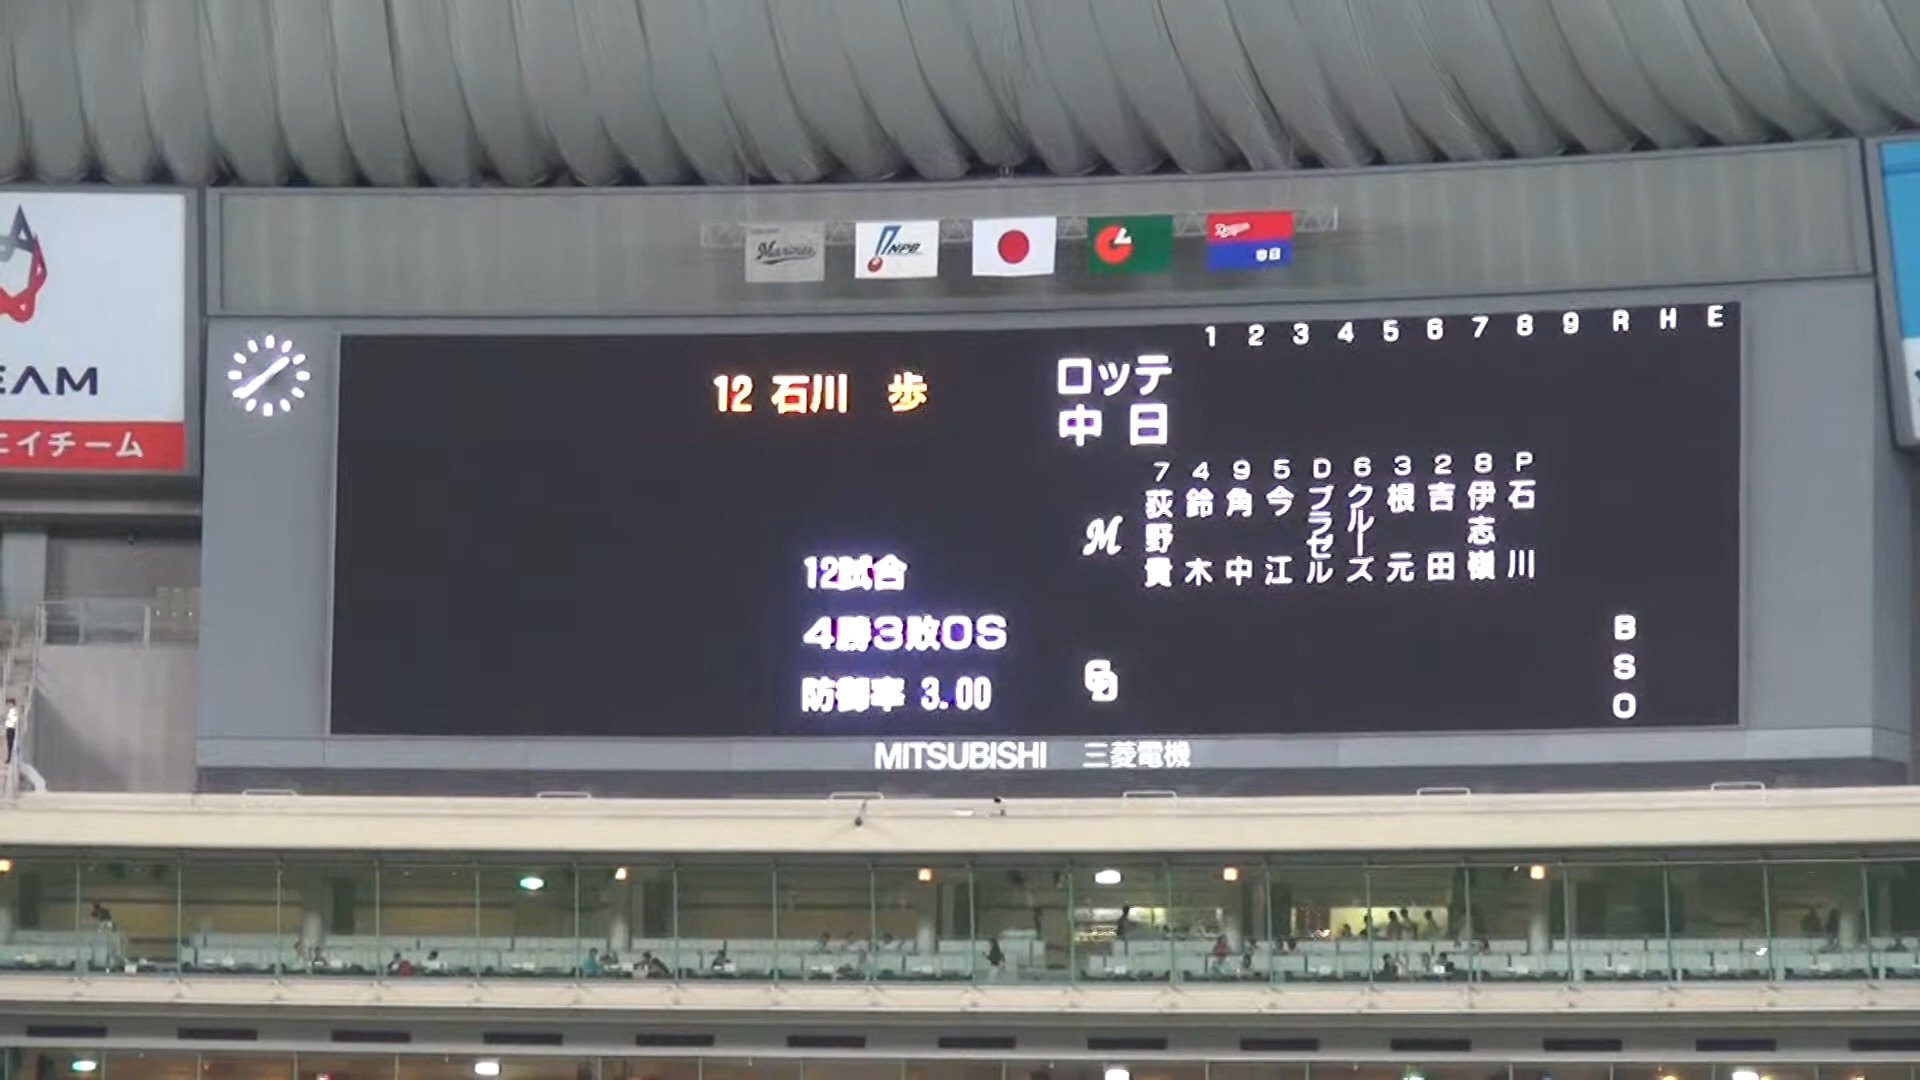 Marines
NPB
Dragons
中日
EAM
エイチーム
1 2 3 4 5 6 7 8 9 R H E
12 石川 歩
ロッテ
中日
7 4 9 5 D 6 3 2 8 P
荻野貴 鈴木 角中 今江 ブラゼル クルーズ 根元 吉田 伊志嶺 石川
M
12試合
4勝3敗0S
防御率 3.00
CD
B
S
O
MITSUBISHI 三菱電機